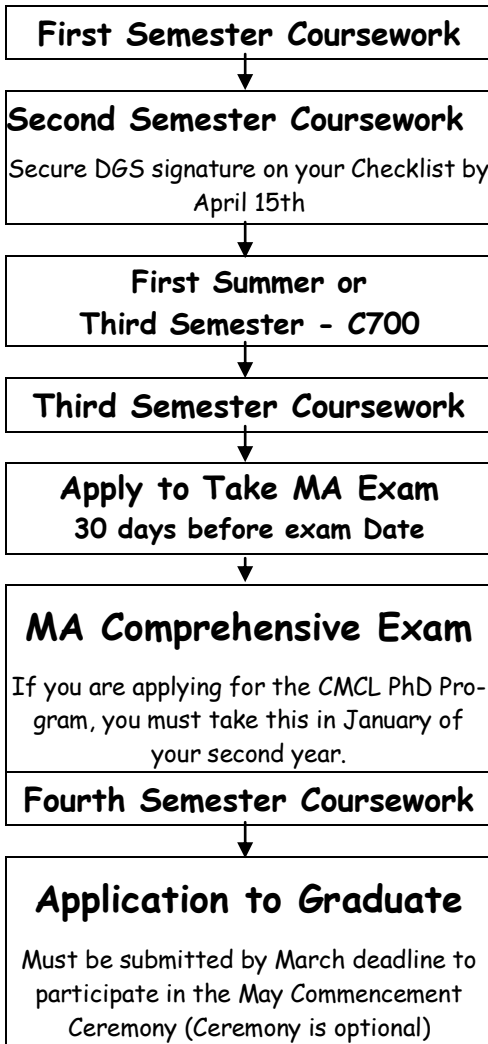 First Semester Coursework
Second Semester Coursework
Secure DGS signature on your Checklist by
April 15th
First Summer or
Third Semester - C700
Third Semester Coursework
Apply to Take MA Exam
30 days before exam Date
MA Comprehensive Exam
If you are applying for the CMCL PhD Pro-
gram, you must take this in January of
your second year.
Fourth Semester Coursework
Application to Graduate
Must be submitted by March deadline to
participate in the May Commencement
Ceremony (Ceremony is optional)